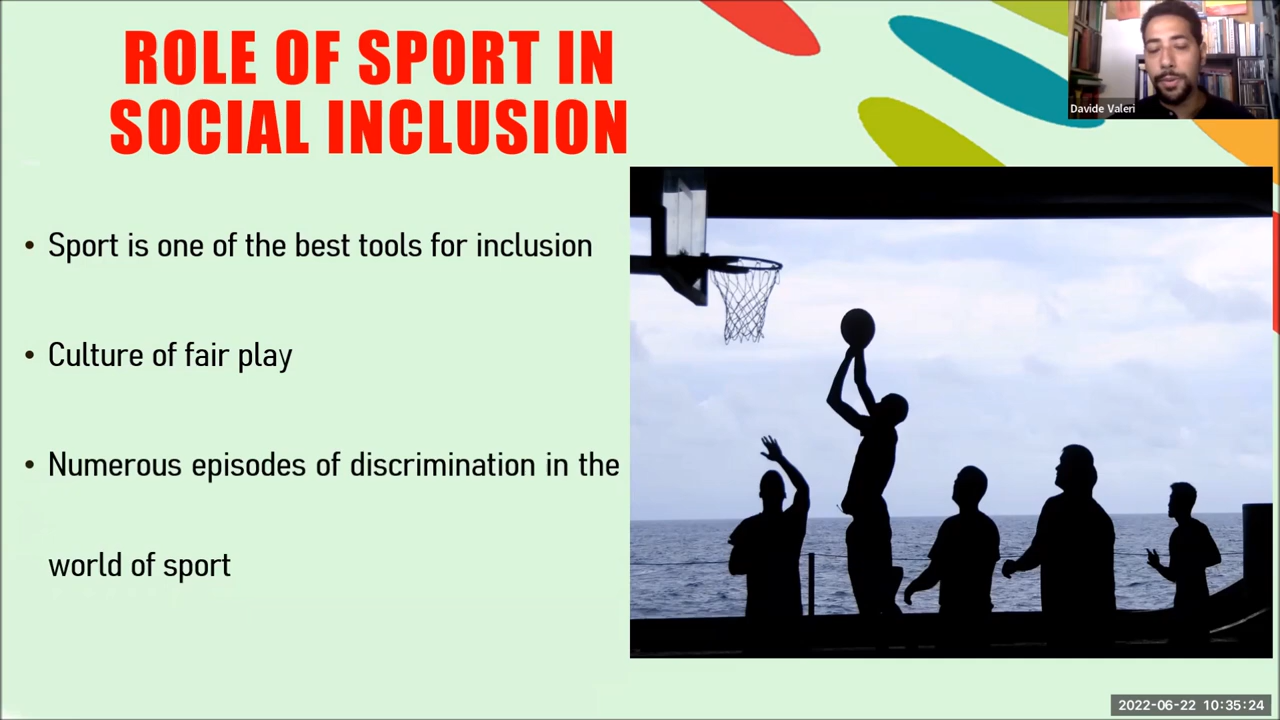 ROLE OF SPORT IN
SOCIAL INCLUSION
Davide Valeri
• Sport is one of the best tools for inclusion
• Culture of fair play
• Numerous episodes of discrimination in the
world of sport
2022-06-22 10:35:24